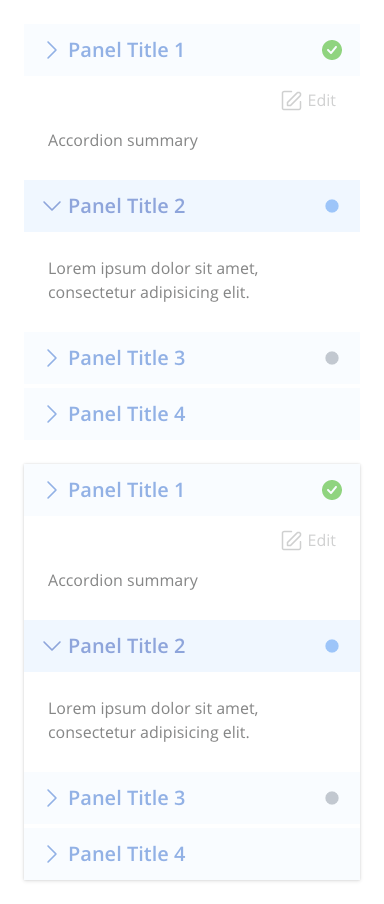 Panel Title 1
Edit
Accordion summary
Panel Title 2
Lorem ipsum dolor sit amet,
consectetur adipisicing elit.
Panel Title 3
Panel Title 4
Panel Title 1
Edit
Accordion summary
Panel Title 2
Lorem ipsum dolor sit amet,
consectetur adipisicing elit.
Panel Title 3
Panel Title 4